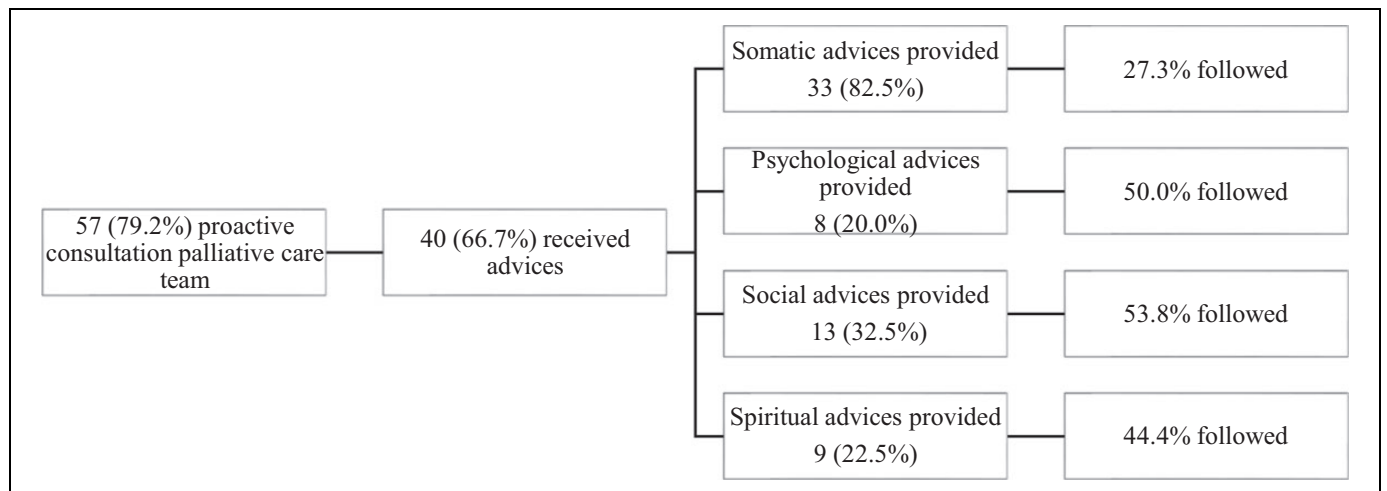 57 (79.2%) proactive
consultation palliative care
team
40 (66.7%) received
advices
Somatic advices provided
33 (82.5%)
27.3% followed
Psychological advices
provided
8 (20.0%)
50.0% followed
Social advices provided
13 (32.5%)
53.8% followed
Spiritual advices provided
9 (22.5%)
44.4% followed